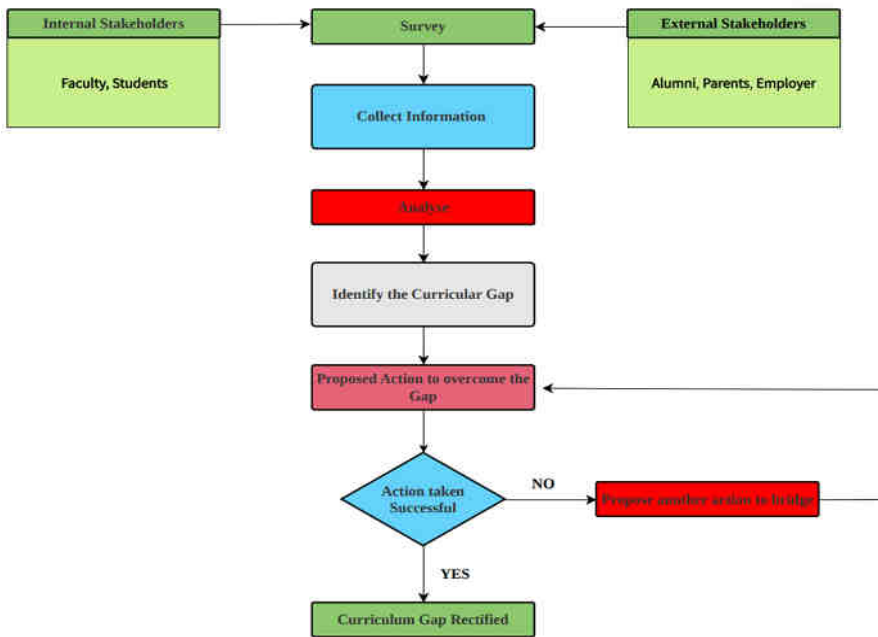 Internal Stakeholders
Faculty, Students
Survey
External Stakeholders
Alumni, Parents, Employer
Collect Information
Analyse
Identify the Curricular Gap
Proposed Action to overcome the
Gap
Action taken
Successful
NO
Propose another action to bridge
YES
Curriculum Gap Rectified